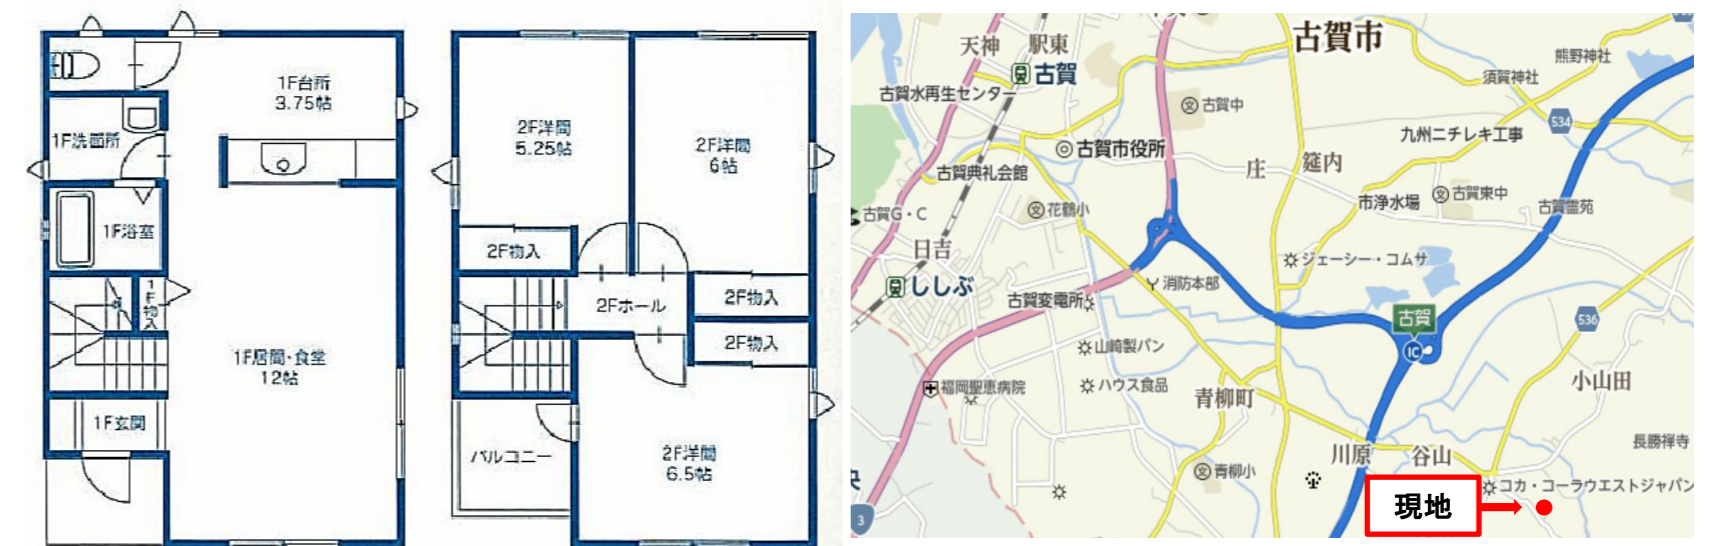 1F台所
3.75帖
1F洗面所
1F浴室
1F物入
1F居間・食堂
12帖
1F玄関
2F洋間
5.25帖
2F洋間
6帖
2F物入
2Fホール
2F物入
2F物入
2F洋間
6.5帖
バルコニー
古賀市
天神
駅東
古賀
熊野神社
須賀神社
古賀水再生センター
古賀中
534
九州ニチレキ工事
古賀市役所
庄
筵内
古賀典礼会館
古賀東中
市浄水場
古賀霊苑
古賀G・C
花鶴小
日吉
ジェーシー・コムサ
ししぶ
消防本部
古賀変電所
古賀
IC
536
山崎製パン
小山田
福岡聖恵病院
ハウス食品
青柳町
長勝禅寺
川原
谷山
青柳小
コカ・コーラウエストジャパン
現地
3